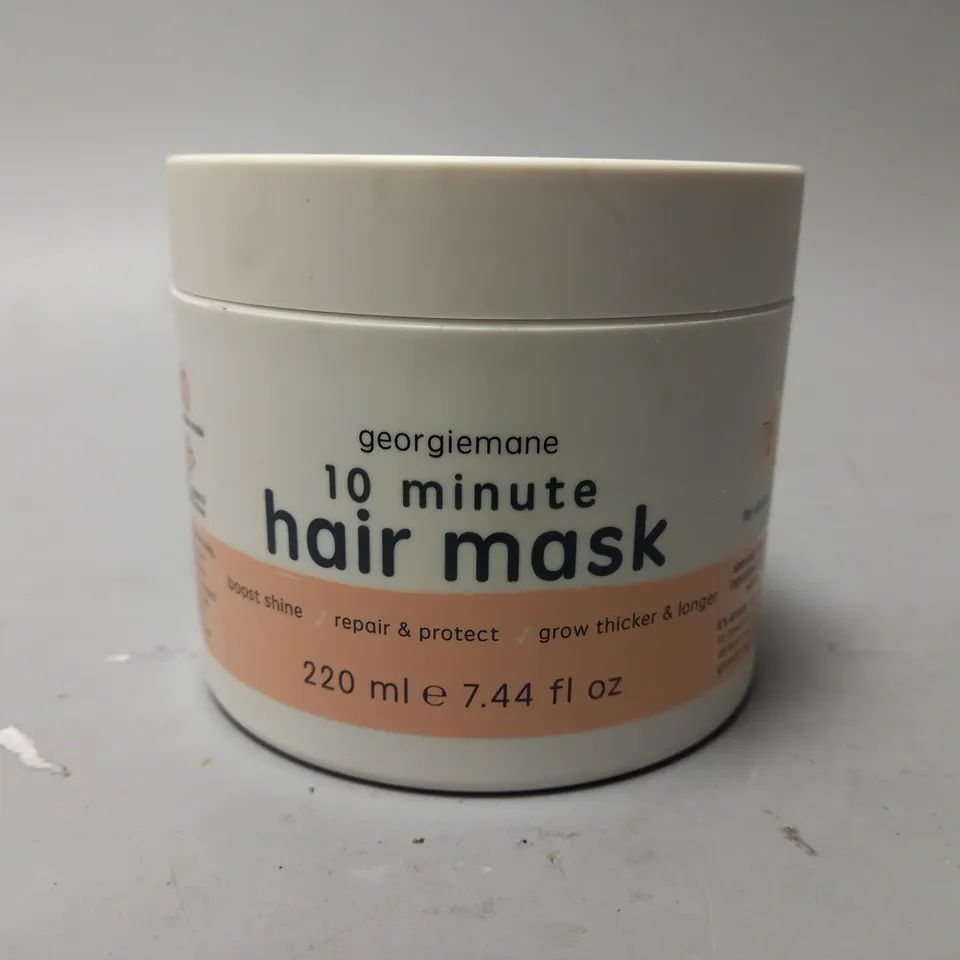 georgiemane
10 minute
hair mask
boost shine / repair & protect / grow thicker & longer
220 ml ℮ 7.44 fl oz